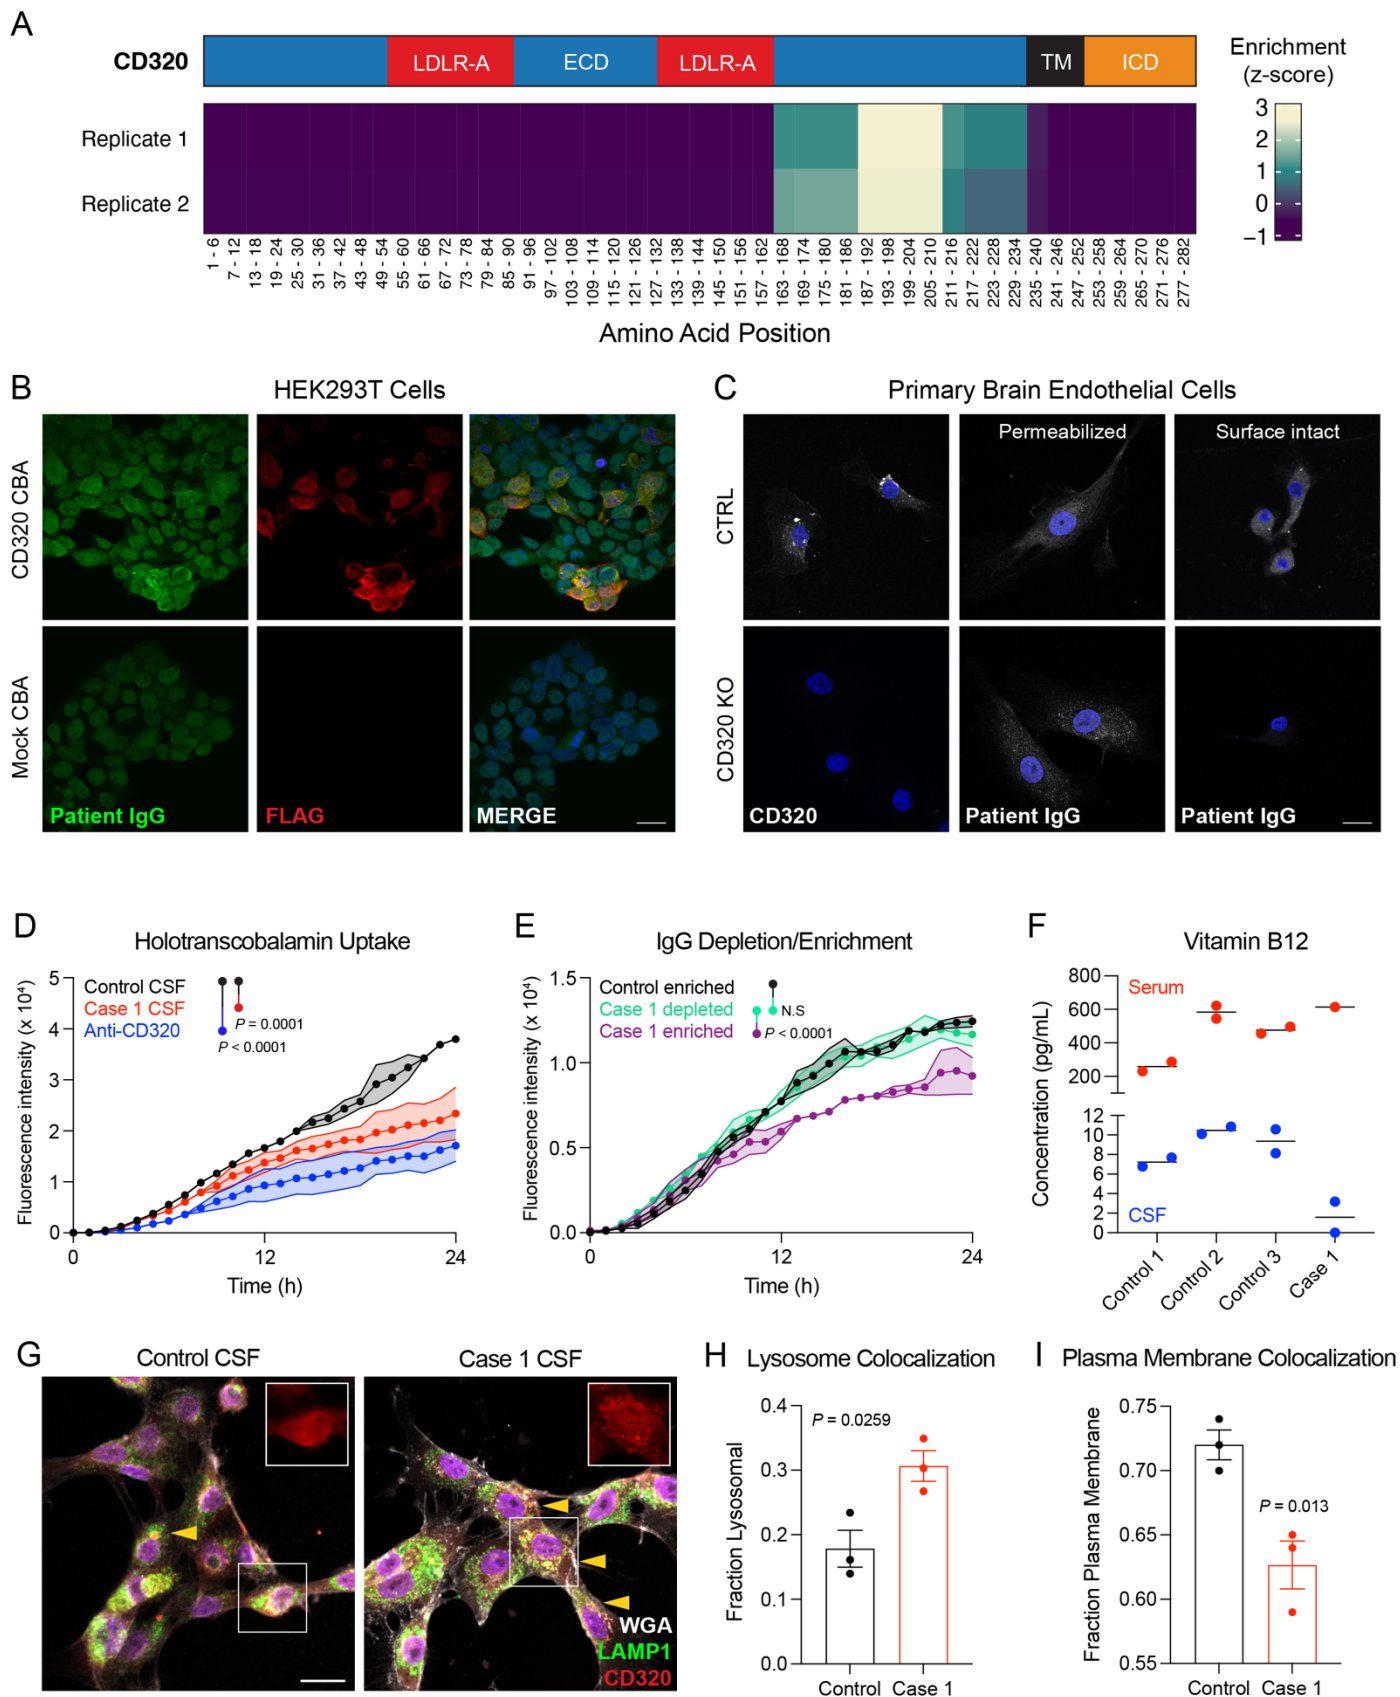 A
CD320
LDLR-A
ECD
LDLR-A
TM
ICD
Enrichment
(z-score)
3
2
1
0
−1
Replicate 1
Replicate 2
1 - 6
7 - 12
13 - 18
19 - 24
25 - 30
31 - 36
37 - 42
43 - 48
49 - 54
55 - 60
61 - 66
67 - 72
73 - 78
79 - 84
85 - 90
91 - 96
97 - 102
103 - 108
109 - 114
115 - 120
121 - 126
127 - 132
133 - 138
139 - 144
145 - 150
151 - 156
157 - 162
163 - 168
169 - 174
175 - 180
181 - 186
187 - 192
193 - 198
199 - 204
205 - 210
211 - 216
217 - 222
223 - 228
229 - 234
235 - 240
241 - 246
247 - 252
253 - 258
259 - 264
265 - 270
271 - 276
277 - 282
Amino Acid Position
B
HEK293T Cells
CD320 CBA
Mock CBA
Patient IgG
FLAG
MERGE
C
Primary Brain Endothelial Cells
Permeabilized
Surface intact
CTRL
CD320 KO
CD320
Patient IgG
Patient IgG
D
Holotranscobalamin Uptake
Fluorescence intensity (x 10⁴)
5
4
3
2
1
0
Control CSF
Case 1 CSF
Anti-CD320
P = 0.0001
P < 0.0001
0
12
24
Time (h)
E
IgG Depletion/Enrichment
Fluorescence intensity (x 10⁴)
1.5
1.0
0.5
0.0
Control enriched
Case 1 depleted
Case 1 enriched
N.S
P < 0.0001
0
12
24
Time (h)
F
Vitamin B12
Concentration (pg/mL)
800
600
400
200
12
10
8
6
4
2
0
Serum
CSF
Control 1
Control 2
Control 3
Case 1
G
Control CSF
Case 1 CSF
WGA
LAMP1
CD320
H
Lysosome Colocalization
Fraction Lysosomal
0.4
0.3
0.2
0.1
0.0
P = 0.0259
Control
Case 1
I
Plasma Membrane Colocalization
Fraction Plasma Membrane
0.75
0.70
0.65
0.60
0.55
P = 0.013
Control
Case 1